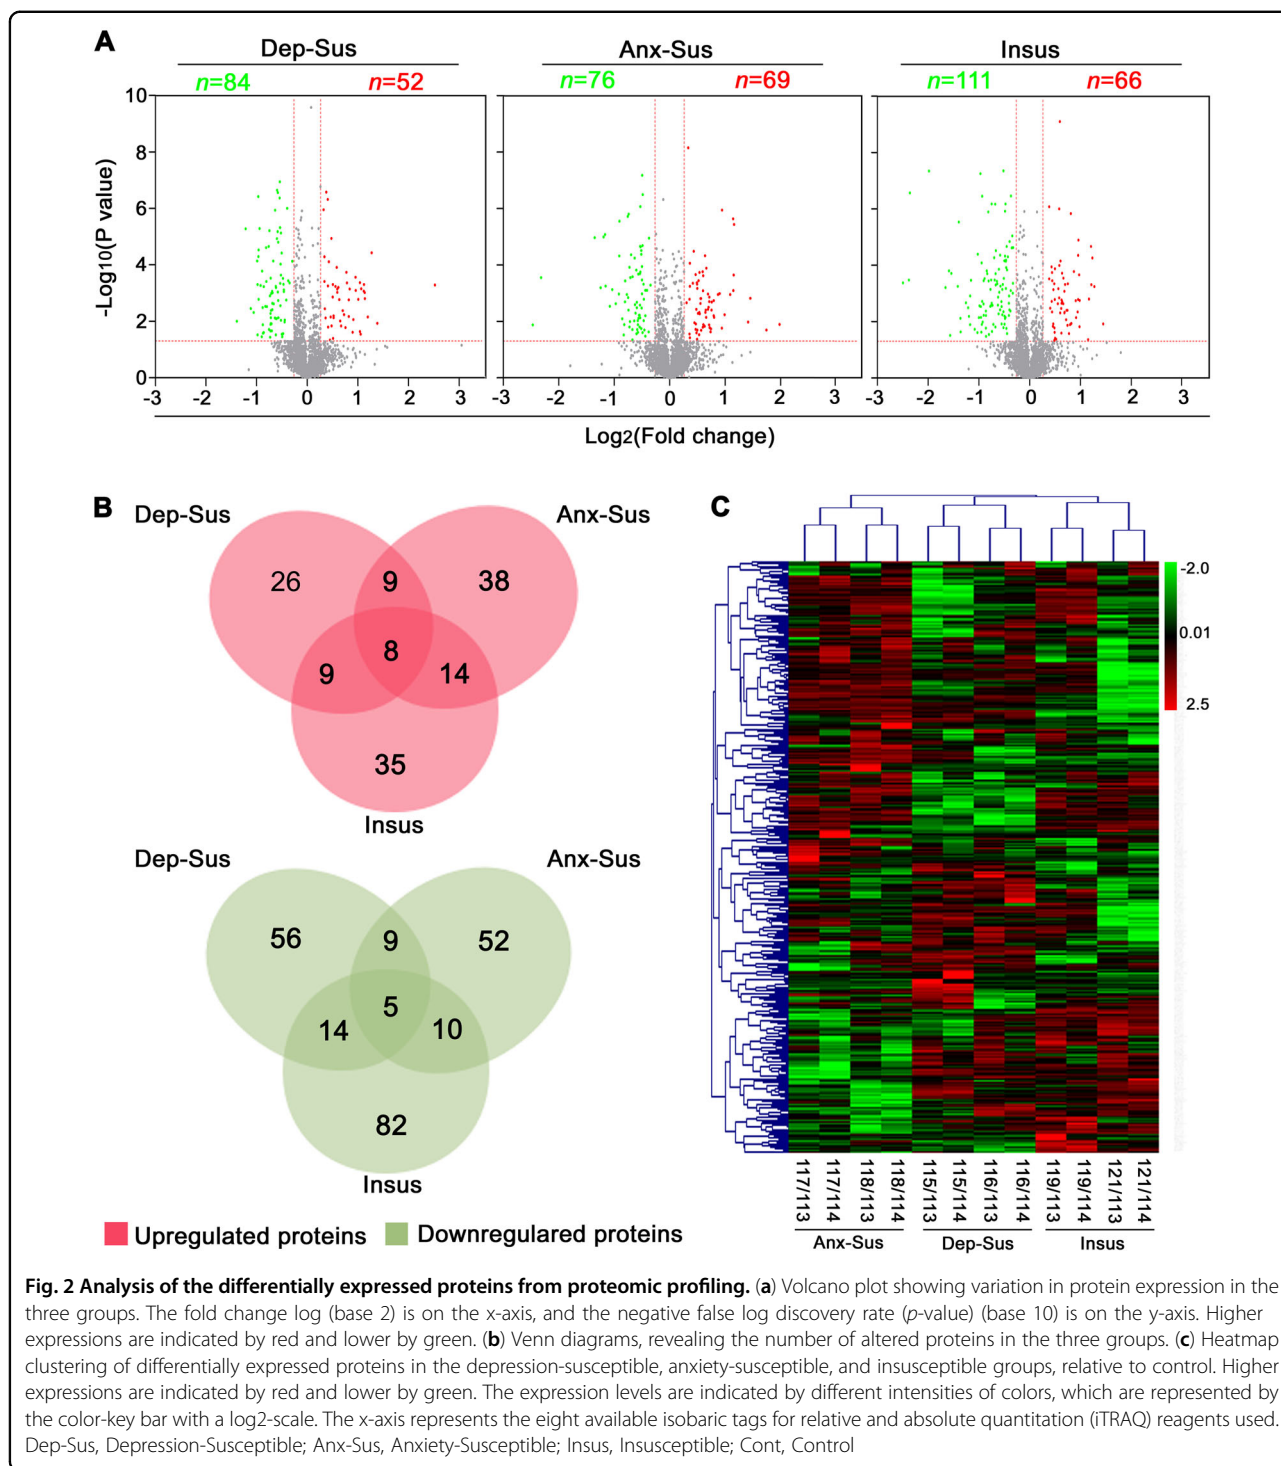 A
Dep-Sus Anx-Sus Insus
n=84 n=52 n=76 n=69 n=111 n=66
10
8
6
4
2
0
-Log10(P value)
-3 -2 -1 0 1 2 3 -3 -2 -1 0 1 2 3 -3 -2 -1 0 1 2 3
Log2(Fold change)
B
Dep-Sus Anx-Sus
26 9 38
8
9 14
35
Insus
Dep-Sus Anx-Sus
56 9 52
5
14 10
82
Insus
Upregulated proteins Downregulared proteins
C
-2.0
0.01
2.5
117/113 117/114 118/113 118/114 115/113 115/114 116/113 116/114 119/113 119/114 121/113 121/114
Anx-Sus Dep-Sus Insus
Fig. 2 Analysis of the differentially expressed proteins from proteomic profiling. (a) Volcano plot showing variation in protein expression in the
three groups. The fold change log (base 2) is on the x-axis, and the negative false log discovery rate (p-value) (base 10) is on the y-axis. Higher
expressions are indicated by red and lower by green. (b) Venn diagrams, revealing the number of altered proteins in the three groups. (c) Heatmap
clustering of differentially expressed proteins in the depression-susceptible, anxiety-susceptible, and insusceptible groups, relative to control. Higher
expressions are indicated by red and lower by green. The expression levels are indicated by different intensities of colors, which are represented by
the color-key bar with a log2-scale. The x-axis represents the eight available isobaric tags for relative and absolute quantitation (iTRAQ) reagents used.
Dep-Sus, Depression-Susceptible; Anx-Sus, Anxiety-Susceptible; Insus, Insusceptible; Cont, Control